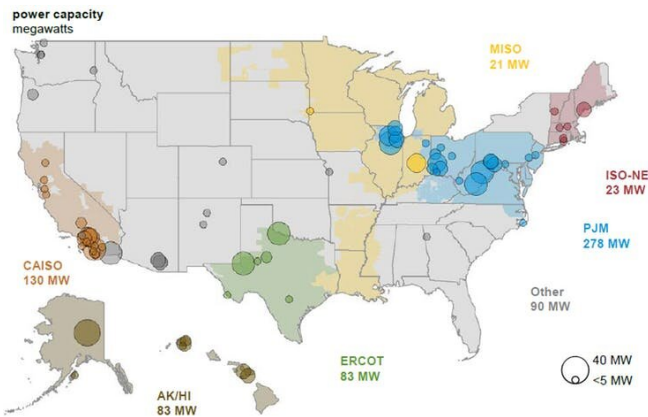 power capacity
megawatts
MISO
21 MW
ISO-NE
23 MW
PJM
278 MW
CAISO
130 MW
Other
90 MW
ERCOT
83 MW
40 MW
<5 MW
AK/HI
83 MW